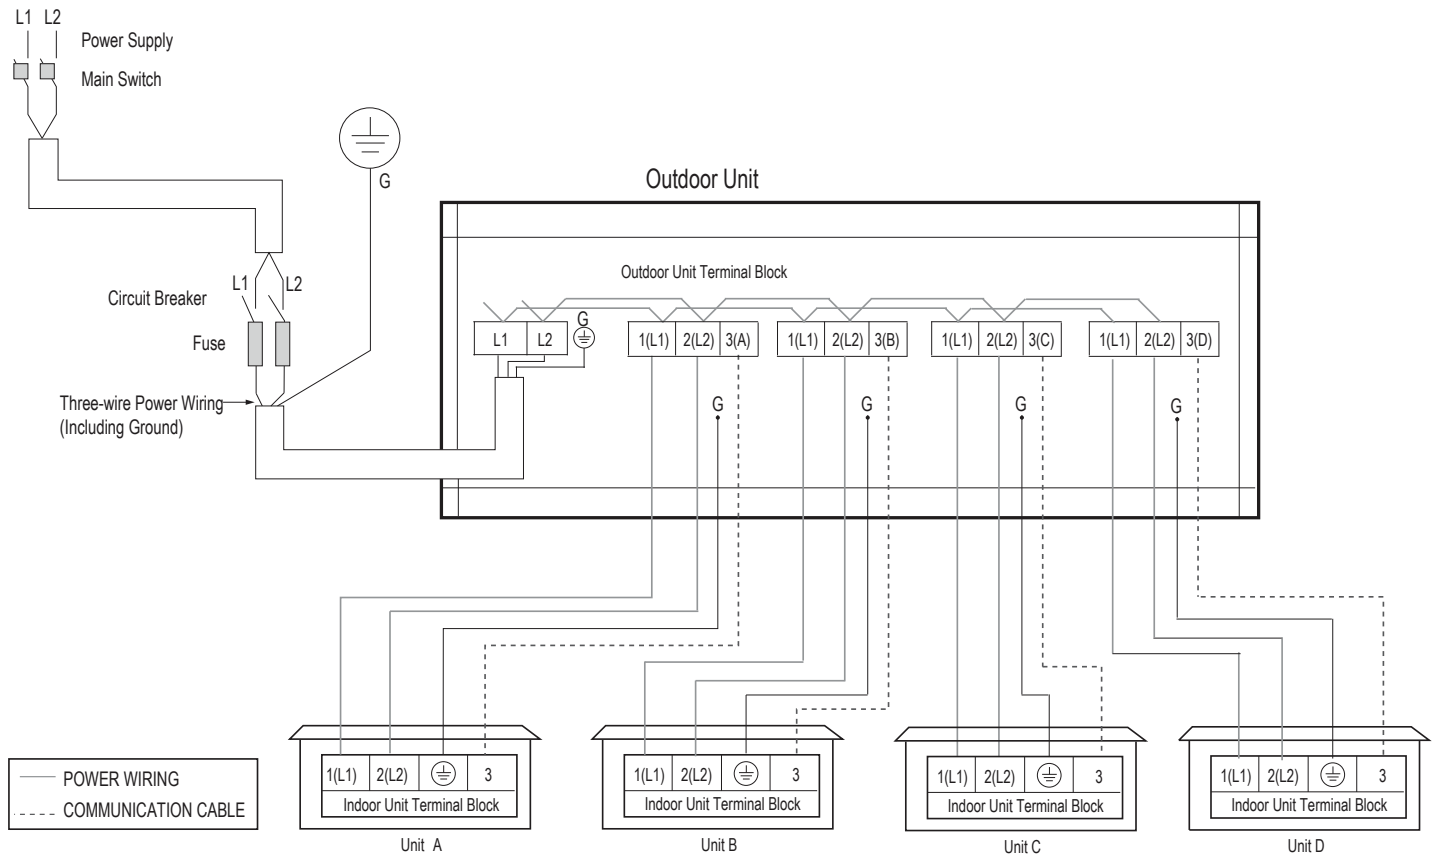 L1 L2
Power Supply
Main Switch
G
Outdoor Unit
Outdoor Unit Terminal Block
L1 L2
Circuit Breaker
Fuse
Three-wire Power Wiring
(Including Ground)
L1 L2 G
1(L1) 2(L2) 3(A)
1(L1) 2(L2) 3(B)
1(L1) 2(L2) 3(C)
1(L1) 2(L2) 3(D)
G
G
G
G
1(L1) 2(L2) 3
Indoor Unit Terminal Block
Unit A
1(L1) 2(L2) 3
Indoor Unit Terminal Block
Unit B
1(L1) 2(L2) 3
Indoor Unit Terminal Block
Unit C
1(L1) 2(L2) 3
Indoor Unit Terminal Block
Unit D
POWER WIRING
COMMUNICATION CABLE